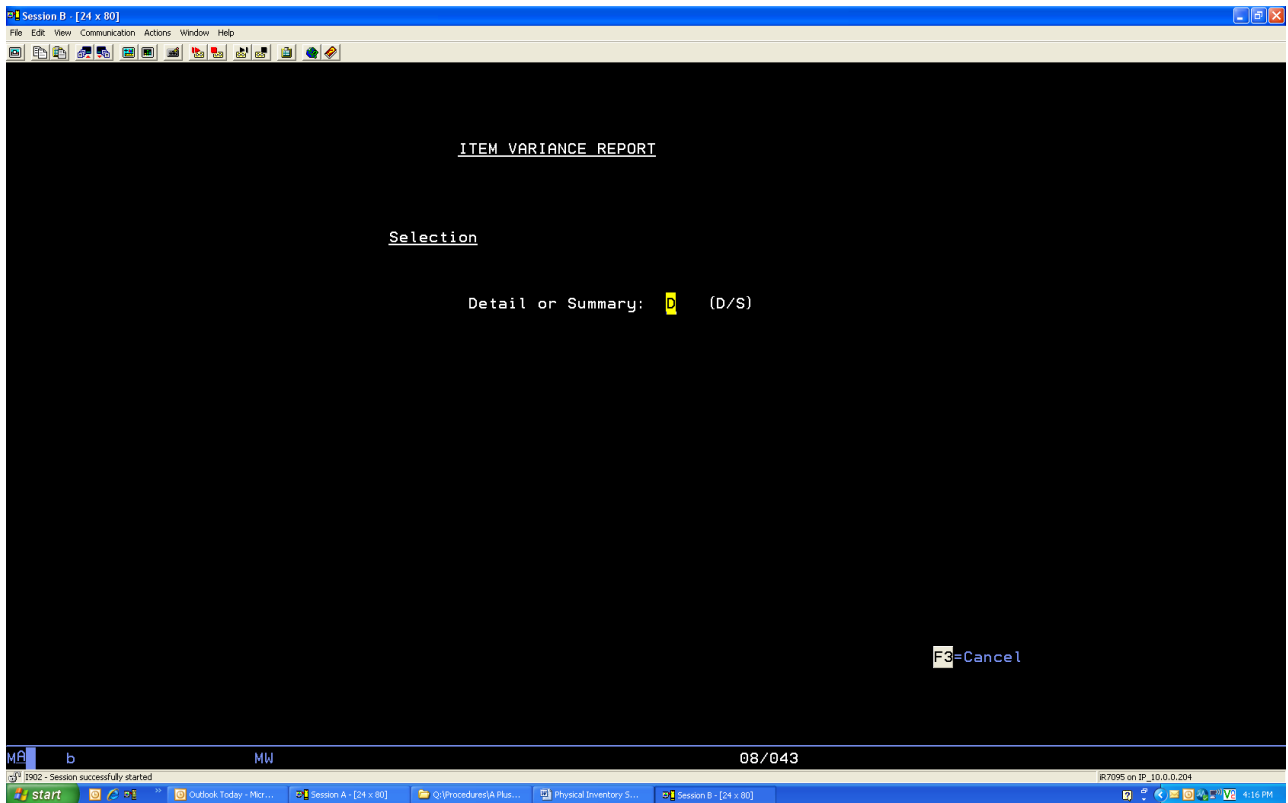 Session B - [24 x 80]
File Edit View Communication Actions Window Help
ITEM VARIANCE REPORT
Selection
Detail or Summary: D (D/S)
F3=Cancel
MA b MW 08/043
I902 - Session successfully started iR7095 on IP_10.0.0.204
start Outlook Today - Micr... Session A - [24 x 80] Q:\Procedures\A Plus... Physical Inventory S... Session B - [24 x 80] 4:16 PM